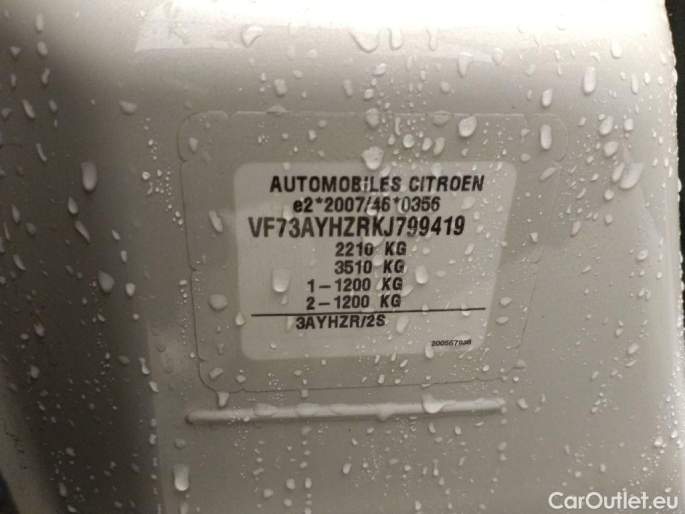 AUTOMOBILES CITROEN
e2*2007/46*0356
VF73AYHZRKJ799419
2210 KG
3510 KG
1-1200 KG
2-1200 KG
3AYHZR/2S
CarOutlet.eu